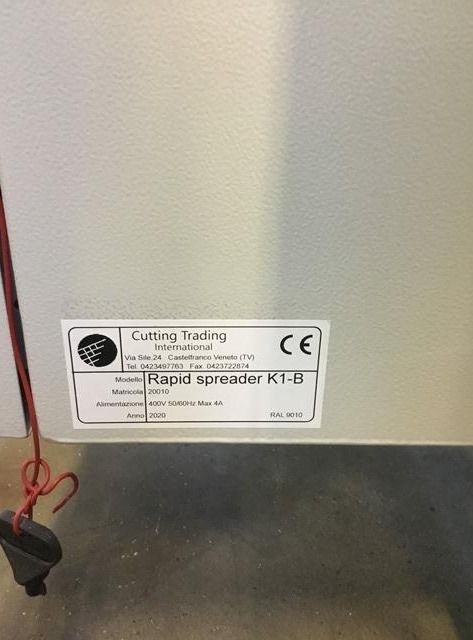 Cutting Trading
International
Via Sile,24 Castelfranco Veneto (TV)
Tel. 0423497763 Fax. 0423722874
Modello Rapid spreader K1-B
Matricola 20010
Alimentazione 400V 50/60Hz Max 4A
Anno 2020 RAL 9010
CE